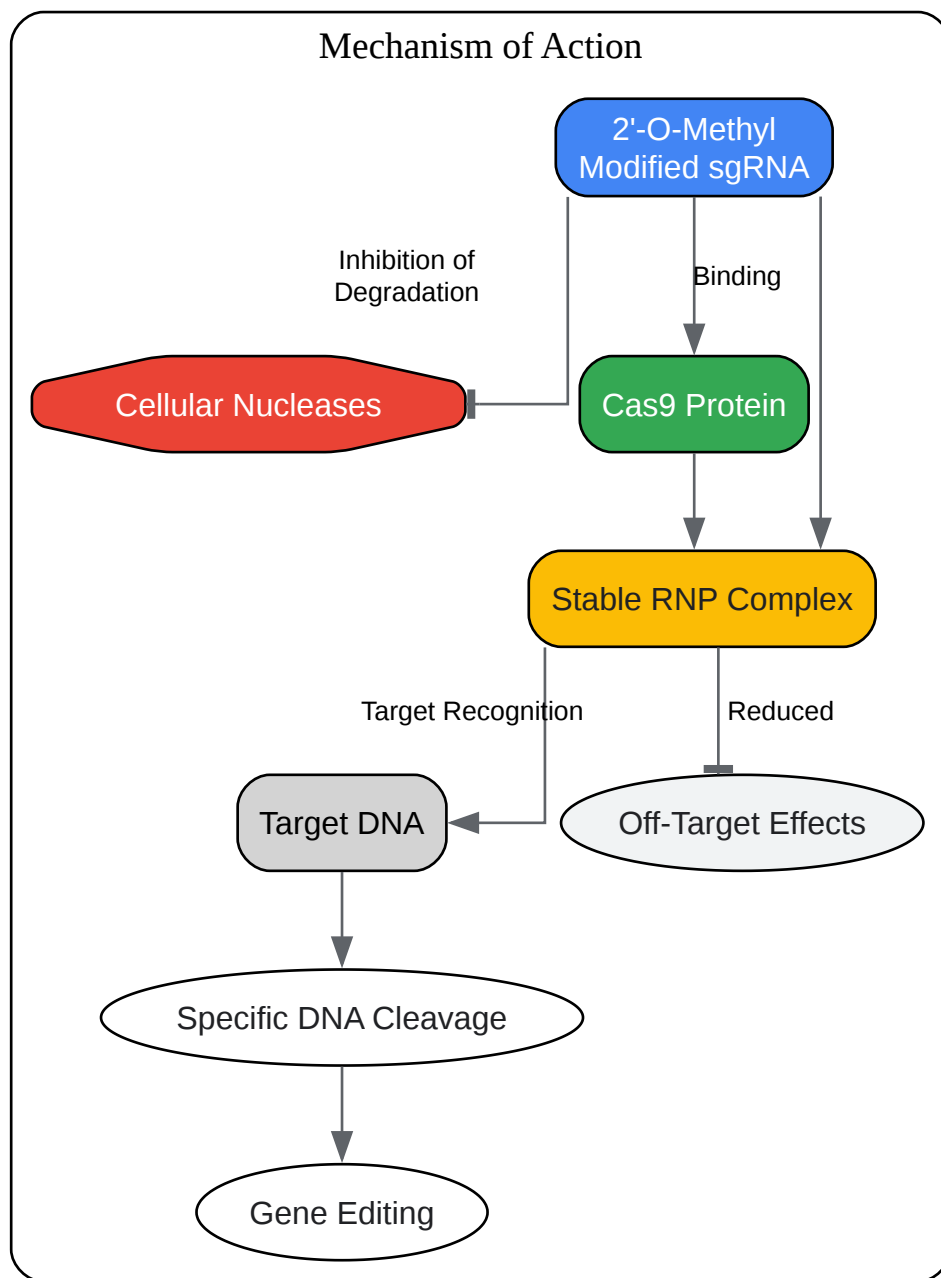 Mechanism of Action
2'-O-Methyl
Modified sgRNA
Inhibition of
Degradation
Binding
Cellular Nucleases
Cas9 Protein
Stable RNP Complex
Target Recognition
Reduced
Target DNA
Off-Target Effects
Specific DNA Cleavage
Gene Editing